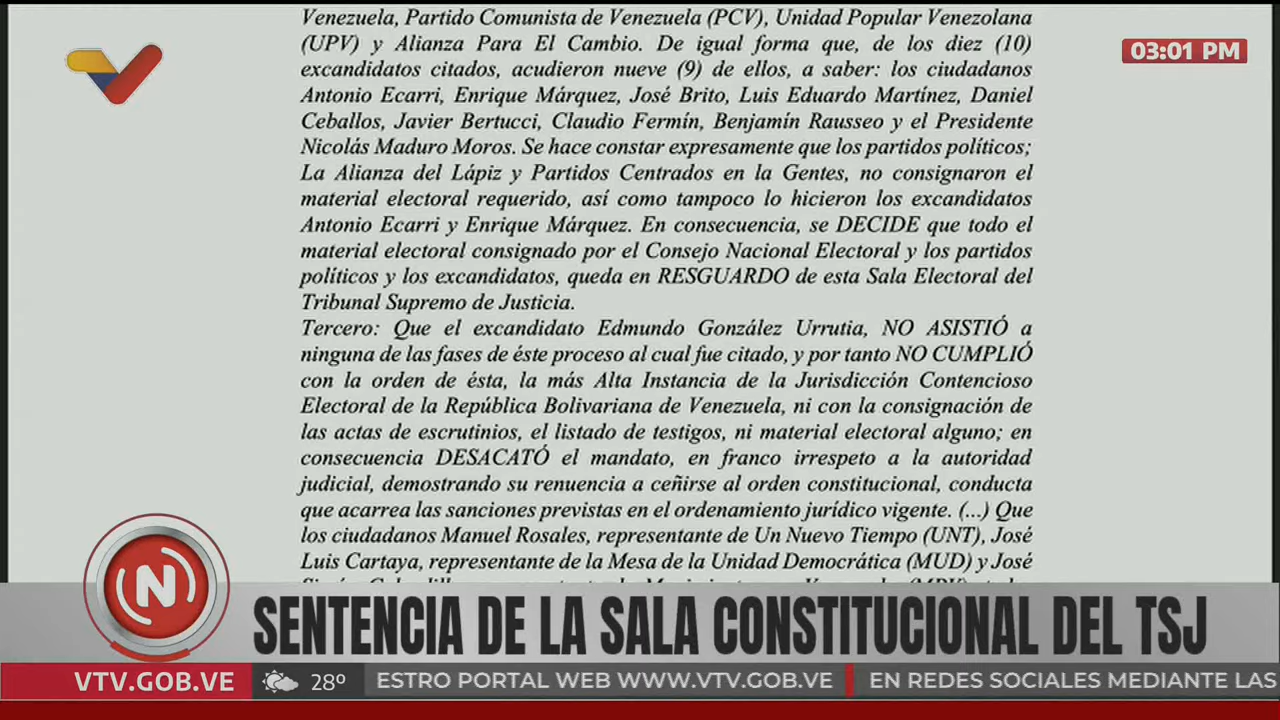 Venezuela, Partido Comunista de Venezuela (PCV), Unidad Popular Venezolana
(UPV) y Alianza Para El Cambio. De igual forma que, de los diez (10)
excandidatos citados, acudieron nueve (9) de ellos, a saber: los ciudadanos
Antonio Ecarri, Enrique Márquez, José Brito, Luis Eduardo Martínez, Daniel
Ceballos, Javier Bertucci, Claudio Fermín, Benjamín Rausseo y el Presidente
Nicolás Maduro Moros. Se hace constar expresamente que los partidos políticos;
La Alianza del Lápiz y Partidos Centrados en la Gentes, no consignaron el
material electoral requerido, así como tampoco lo hicieron los excandidatos
Antonio Ecarri y Enrique Márquez. En consecuencia, se DECIDE que todo el
material electoral consignado por el Consejo Nacional Electoral y los partidos
políticos y los excandidatos, queda en RESGUARDO de esta Sala Electoral del
Tribunal Supremo de Justicia.
Tercero: Que el excandidato Edmundo González Urrutia, NO ASISTIÓ a
ninguna de las fases de éste proceso al cual fue citado, y por tanto NO CUMPLIÓ
con la orden de ésta, la más Alta Instancia de la Jurisdicción Contencioso
Electoral de la República Bolivariana de Venezuela, ni con la consignación de
las actas de escrutinios, el listado de testigos, ni material electoral alguno; en
consecuencia DESACATÓ el mandato, en franco irrespeto a la autoridad
judicial, demostrando su renuencia a ceñirse al orden constitucional, conducta
que acarrea las sanciones previstas en el ordenamiento jurídico vigente. (...) Que
los ciudadanos Manuel Rosales, representante de Un Nuevo Tiempo (UNT), José
Luis Cartaya, representante de la Mesa de la Unidad Democrática (MUD) y José
03:01 PM
N
SENTENCIA DE LA SALA CONSTITUCIONAL DEL TSJ
VTV.GOB.VE
28º
ESTRO PORTAL WEB WWW.VTV.GOB.VE
EN REDES SOCIALES MEDIANTE LAS